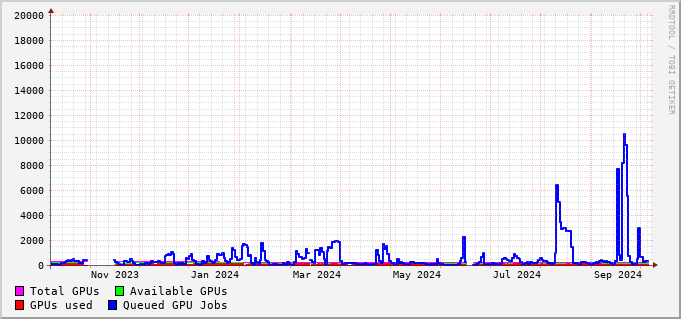 20000
18000
16000
14000
12000
10000
8000
6000
4000
2000
0
Nov 2023 Jan 2024 Mar 2024 May 2024 Jul 2024 Sep 2024
Total GPUs Available GPUs
GPUs used Queued GPU Jobs
RRDTOOL / TOBI OETIKER